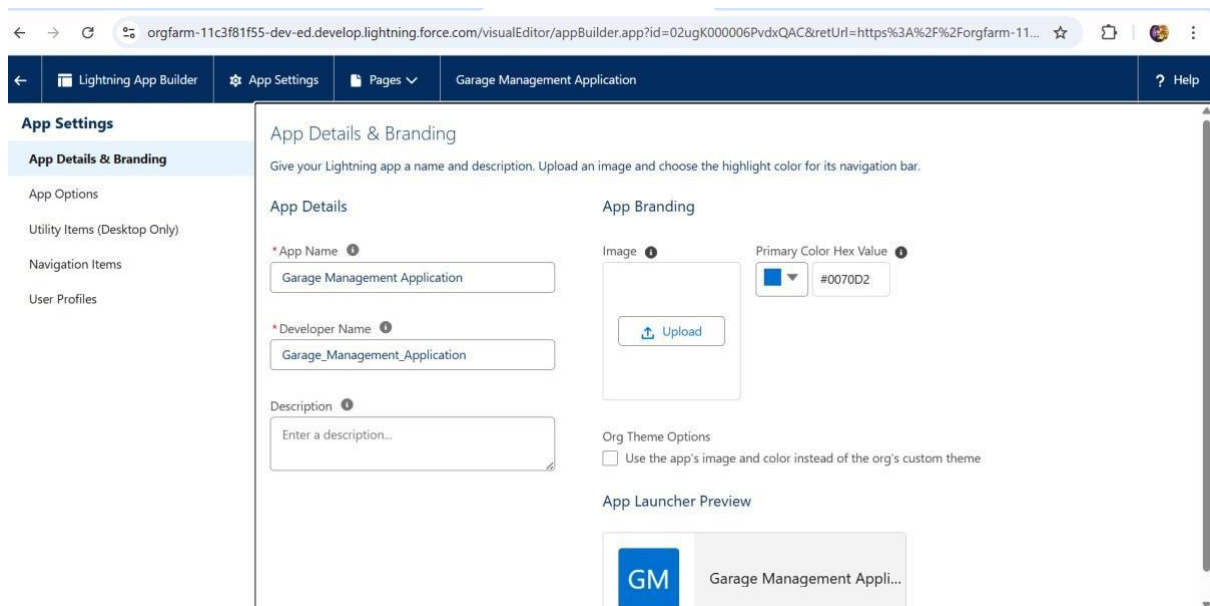 orgfarm-11c3f81f55-dev-ed.develop.lightning.force.com/visualEditor/appBuilder.app?id=02ugK000006PvdxQAC&retUrl=https%3A%2F%2Forgfarm-11...
Lightning App Builder
App Settings
Pages
Garage Management Application
? Help
App Settings
App Details & Branding
App Options
Utility Items (Desktop Only)
Navigation Items
User Profiles
App Details & Branding
Give your Lightning app a name and description. Upload an image and choose the highlight color for its navigation bar.
App Details
*App Name
Garage Management Application
*Developer Name
Garage_Management_Application
Description
Enter a description...
App Branding
Image
Upload
Primary Color Hex Value
#0070D2
Org Theme Options
Use the app's image and color instead of the org's custom theme
App Launcher Preview
GM
Garage Management Appli...